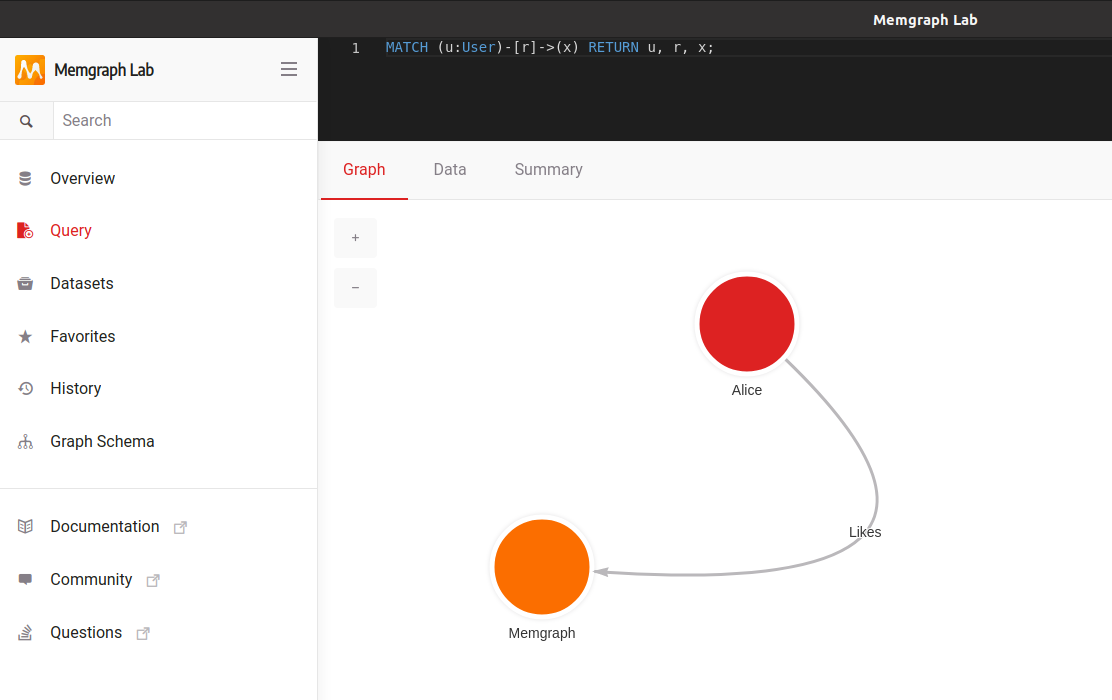 Memgraph Lab
1 MATCH (u:User)-[r]->(x) RETURN u, r, x;
Memgraph Lab
Search
Overview
Query
Datasets
Favorites
History
Graph Schema
Documentation
Community
Questions
Graph Data Summary
+
−
Alice
Likes
Memgraph